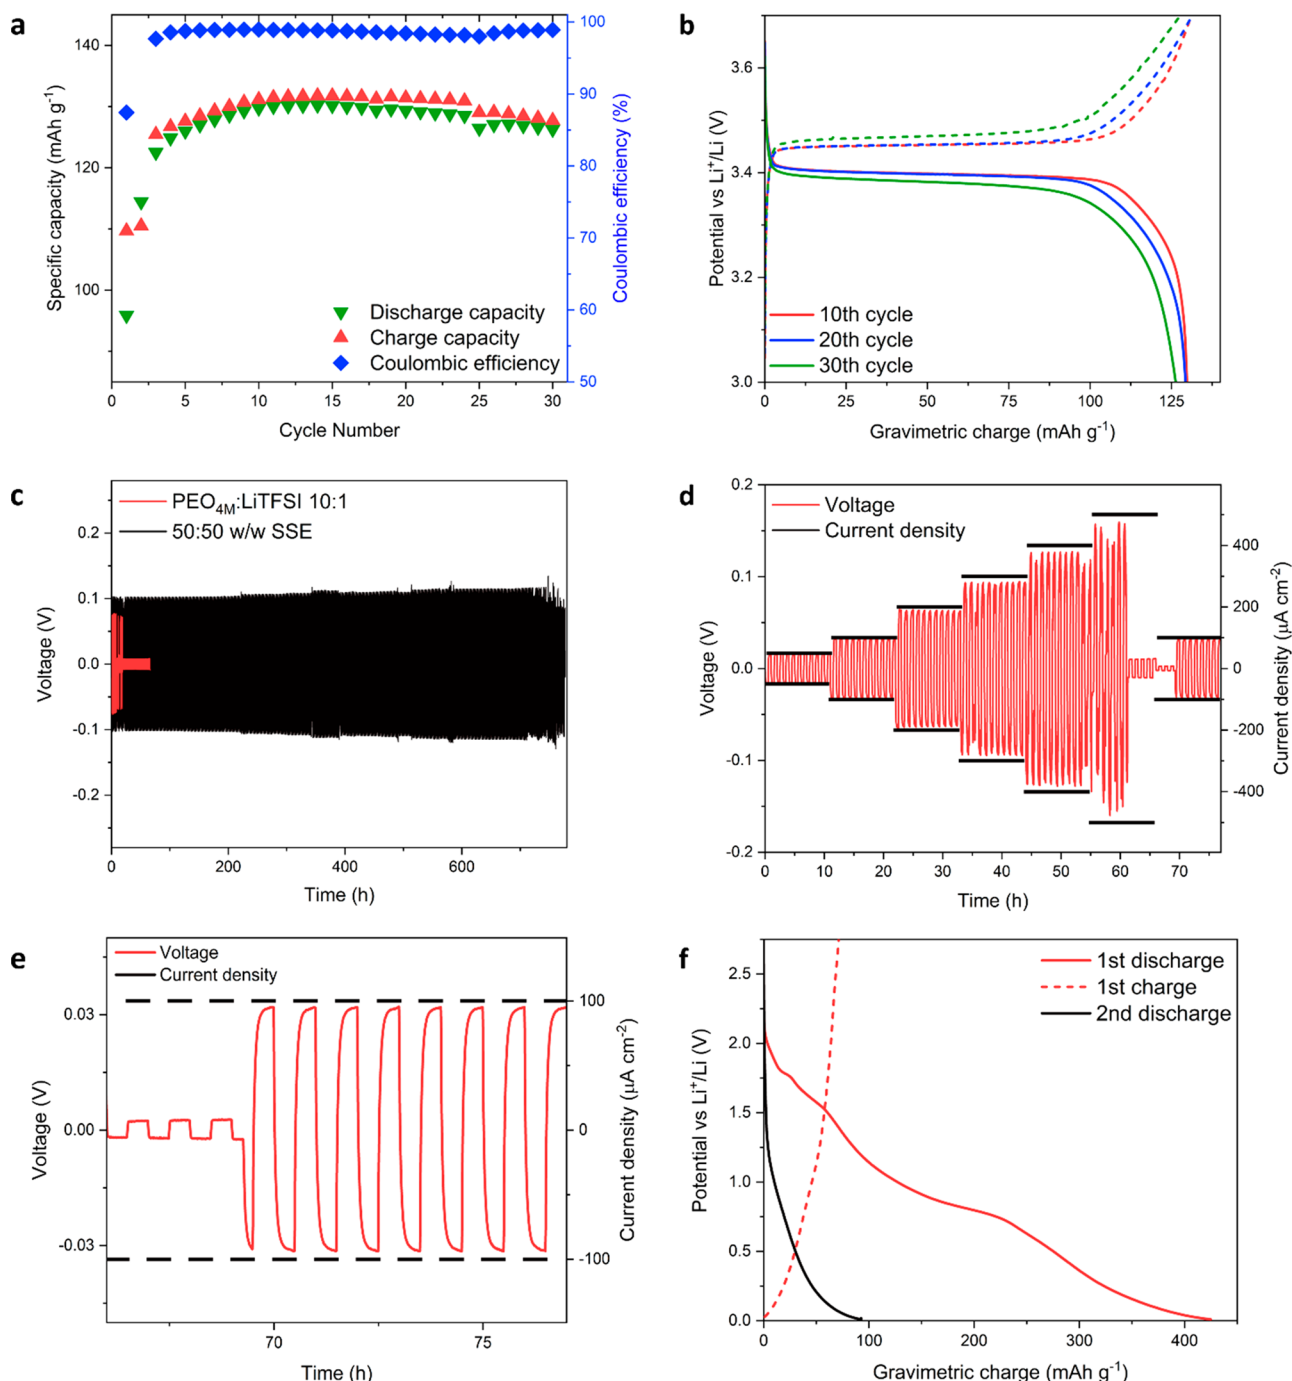 a
140
120
100
Specific capacity (mAh g⁻¹)
100
90
80
70
60
50
Coulombic efficiency (%)
Discharge capacity
Charge capacity
Coulombic efficiency
0 5 10 15 20 25 30
Cycle Number
b
3.6
3.4
3.2
3.0
Potential vs Li⁺/Li (V)
10th cycle
20th cycle
30th cycle
0 25 50 75 100 125
Gravimetric charge (mAh g⁻¹)
c
PEO₄M:LiTFSI 10:1
50:50 w/w SSE
0.2
0.1
0.0
-0.1
-0.2
Voltage (V)
0 200 400 600
Time (h)
d
Voltage
Current density
0.2
0.1
0.0
-0.1
-0.2
Voltage (V)
400
200
0
-200
-400
Current density (μA cm⁻²)
0 10 20 30 40 50 60 70
Time (h)
e
Voltage
Current density
0.03
0.00
-0.03
Voltage (V)
100
0
-100
Current density (μA cm⁻²)
70 75
Time (h)
f
1st discharge
1st charge
2nd discharge
2.5
2.0
1.5
1.0
0.5
0.0
Potential vs Li⁺/Li (V)
0 100 200 300 400
Gravimetric charge (mAh g⁻¹)